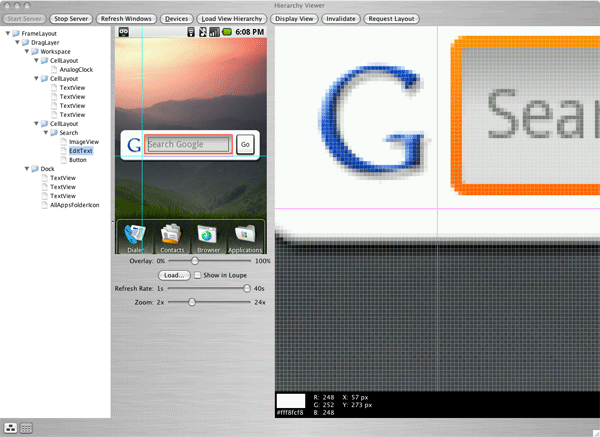 Hierarchy Viewer
Start Server Stop Server Refresh Windows Devices Load View Hierarchy Display View Invalidate Request Layout
FrameLayout
DragLayer
Workspace
CellLayout
AnalogClock
CellLayout
TextView
TextView
TextView
TextView
CellLayout
Search
ImageView
EditText
Button
Dock
TextView
TextView
TextView
AllAppsFolderIcon
6:08 PM
G Search Google Go
Dialer Contacts Browser Applications
Overlay: 0% 100%
Load... Show in Loupe
Refresh Rate: 1s 40s
Zoom: 2x 24x
G Sear
R: 248 X: 57 px
G: 252 Y: 273 px
#fff8fcf8 B: 248